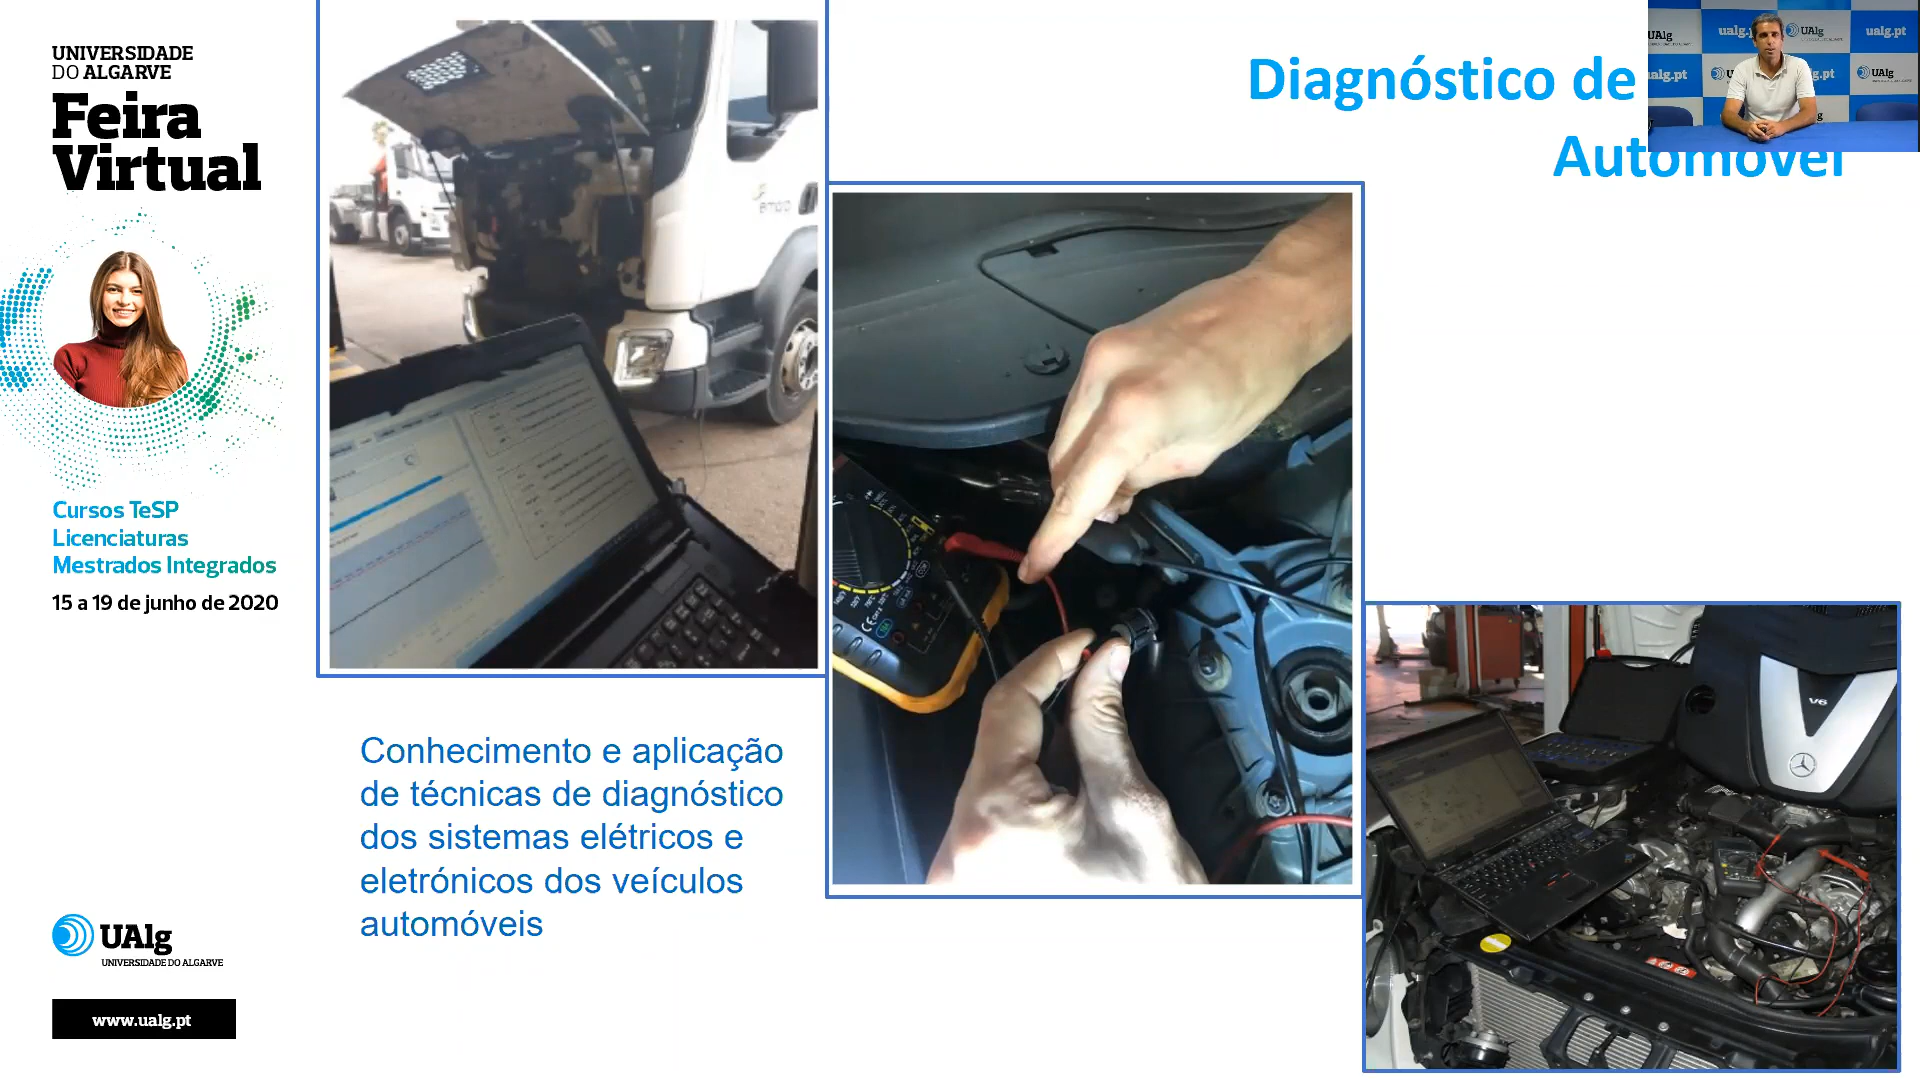 UNIVERSIDADE
DO ALGARVE
Feira
Virtual
Cursos TeSP
Licenciaturas
Mestrados Integrados
15 a 19 de junho de 2020
UAlg
UNIVERSIDADE DO ALGARVE
www.ualg.pt
Diagnóstico de
Automóvel
Conhecimento e aplicação
de técnicas de diagnóstico
dos sistemas elétricos e
eletrónicos dos veículos
automóveis
V6
UAlg
ualg.pt
UAlg